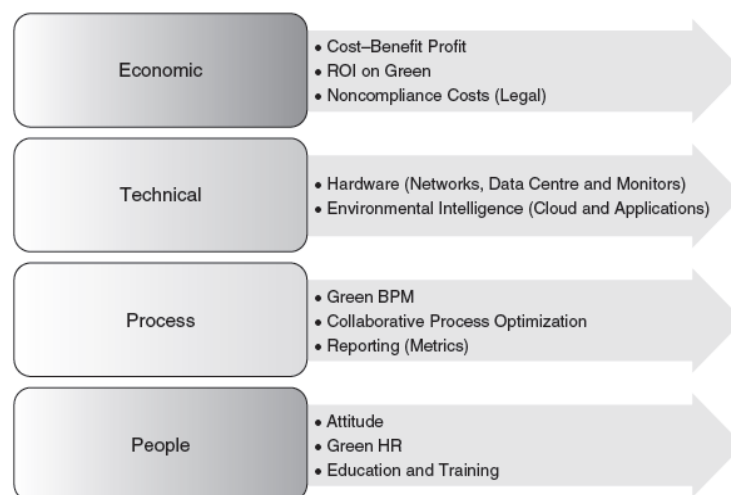 Economic
• Cost–Benefit Profit
• ROI on Green
• Noncompliance Costs (Legal)
Technical
• Hardware (Networks, Data Centre and Monitors)
• Environmental Intelligence (Cloud and Applications)
Process
• Green BPM
• Collaborative Process Optimization
• Reporting (Metrics)
People
• Attitude
• Green HR
• Education and Training